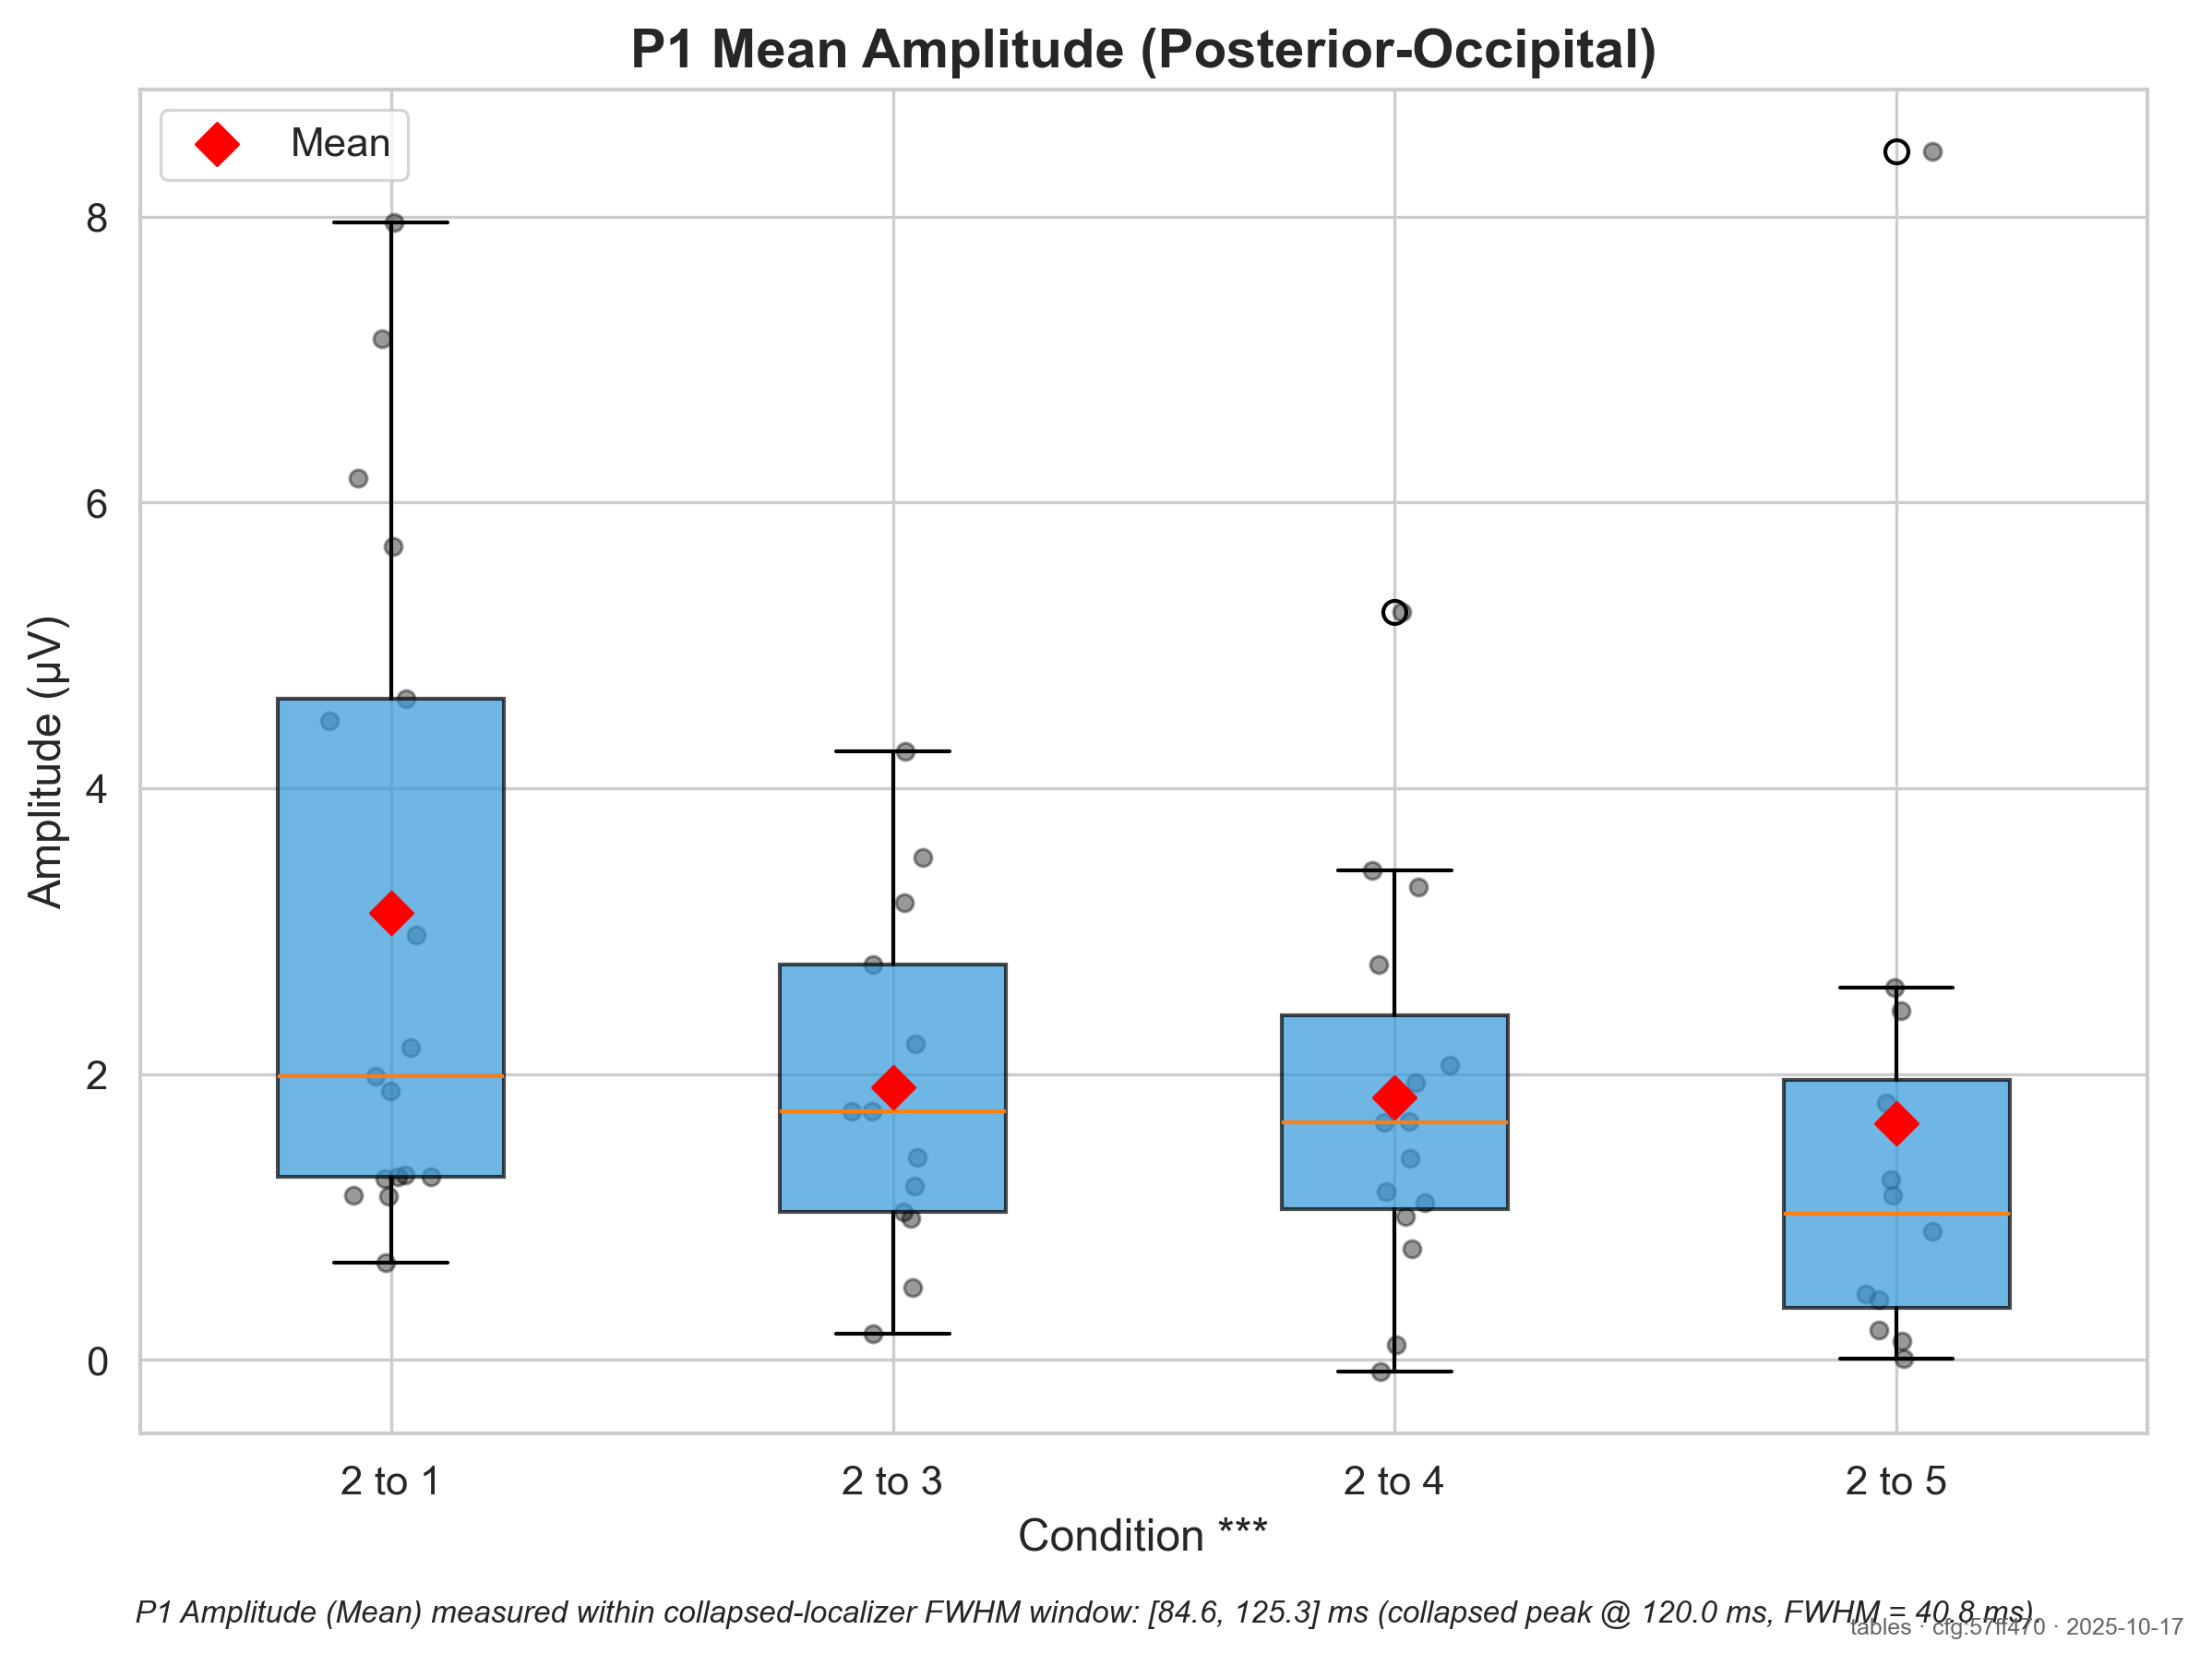 P1 Mean Amplitude (Posterior-Occipital)
Mean
8
6
4
2
0
Amplitude (µV)
2 to 1
2 to 3
2 to 4
2 to 5
Condition ***
P1 Amplitude (Mean) measured within collapsed-localizer FWHM window: [84.6, 125.3] ms (collapsed peak @ 120.0 ms, FWHM = 40.8 ms).
tables · cfg:57ff470 · 2025-10-17